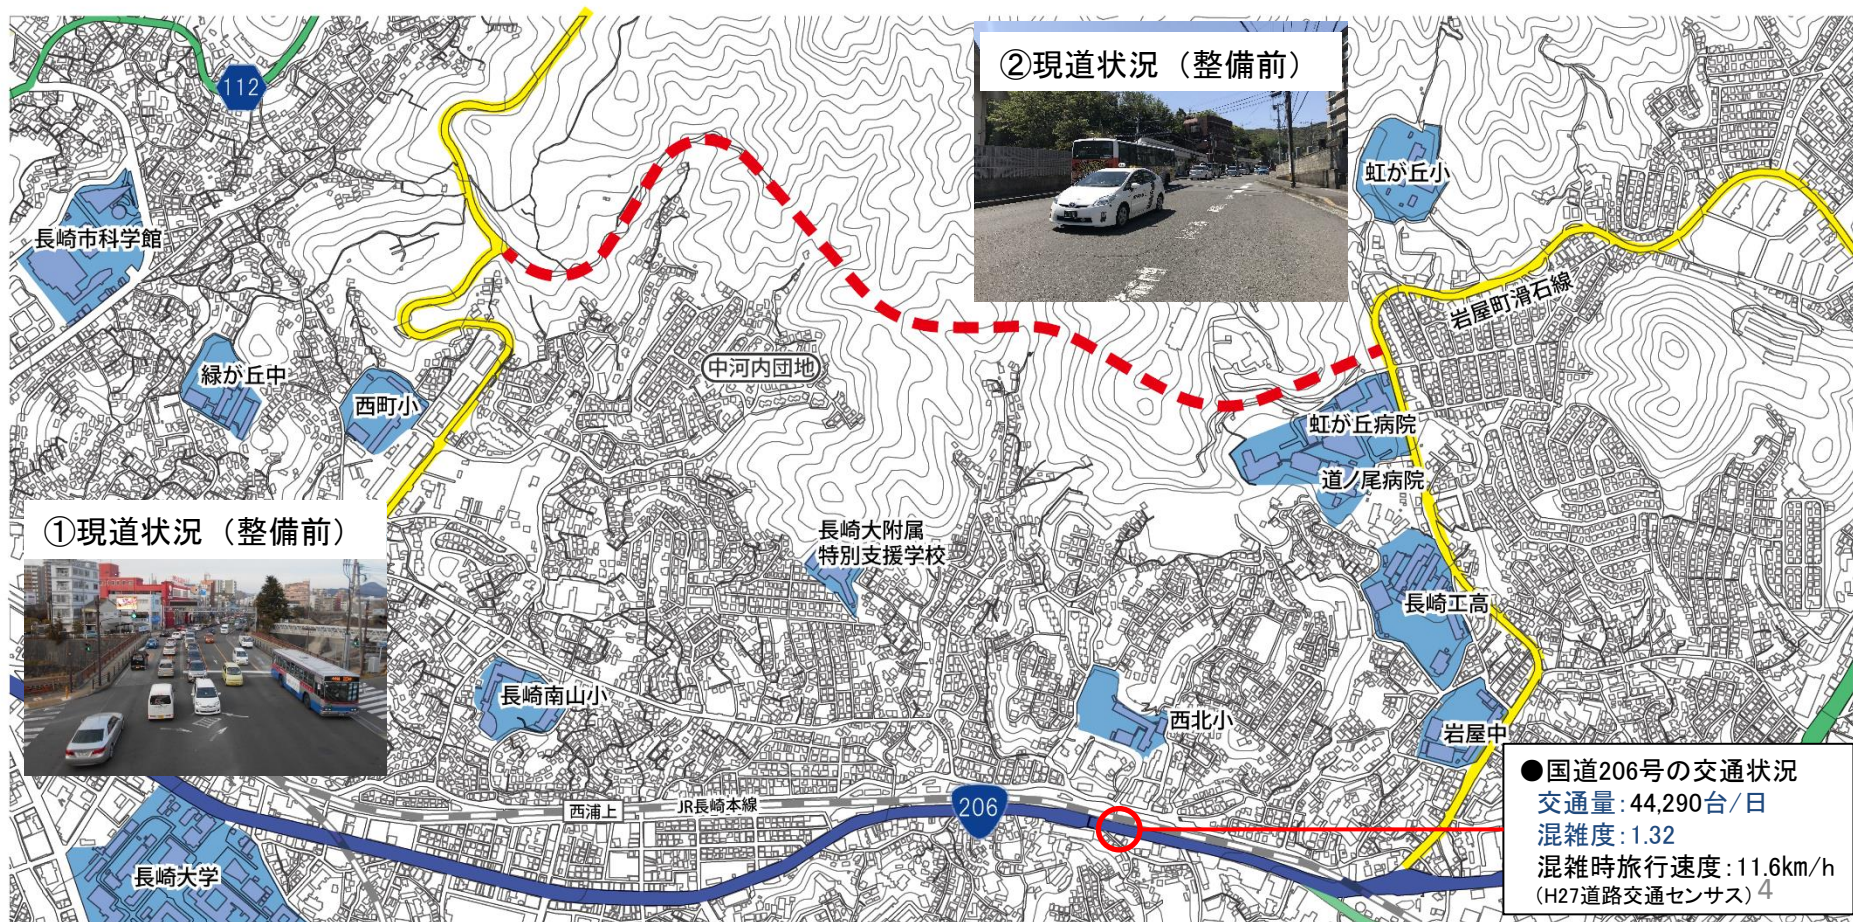 112
②現道状況（整備前）
虹が丘小
長崎市科学館
岩屋町滑石線
中河内団地
緑が丘中
西町小
虹が丘病院
道ノ尾病院
①現道状況（整備前）
長崎大附属
特別支援学校
長崎工高
長崎南山小
西北小
岩屋中
西浦上
JR長崎本線
206
長崎大学
●国道206号の交通状況
交通量：44,290台/日
混雑度：1.32
混雑時旅行速度：11.6km/h
(H27道路交通センサス)
4